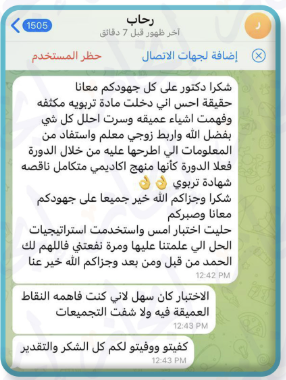 رحاب
آخر ظهور قبل 7 دقائق
1505
إضافة لجهات الاتصال
حظر المستخدم
شكرا دكتور على كل جهودكم معانا
حقيقة احس اني دخلت مادة تربويه مكثفه
وفهمت اشياء عميقه وسرت احلل كل شي
بفضل الله واربط زوجي معلم واستفاد من
المعلومات الي اطرحها عليه من خلال الدورة
فعلا الدورة كأنها منهج اكاديمي متكامل ناقصه
شهادة تربوي 👌👌
شكرا وجزاكم الله خير جميعا على جهودكم
معانا وصبركم
حليت اختبار امس واستخدمت استراتيجيات
الحل الي علمتنا عليها ومرة نفعتني فاللهم لك
الحمد من قبل ومن بعد وجزاكم الله خير عنا
12:42 PM
الاختبار كان سهل لاني كنت فاهمه النقاط
العميقة فيه ولا شفت التجميعات
12:43 PM
كفيتو ووفيتو لكم كل الشكر والتقدير
12:43 PM